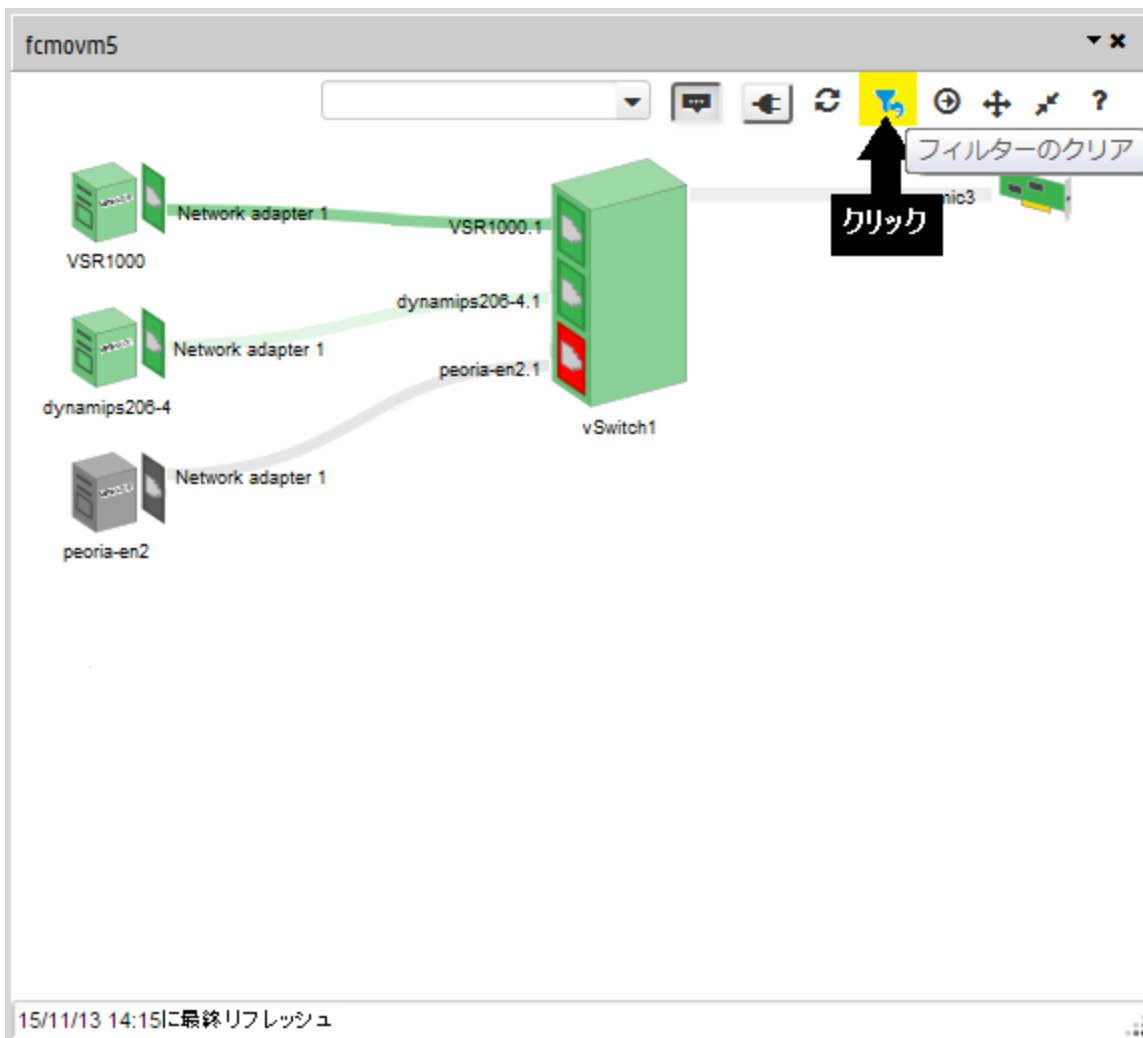 fcmovm5
?
フィルターのクリア
クリック
Network adapter 1
VSR1000.1
mic3
VSR1000
dynamips206-4.1
Network adapter 1
peoria-en2.1
dynamips206-4
vSwitch1
Network adapter 1
peoria-en2
15/11/13 14:15に最終リフレッシュ